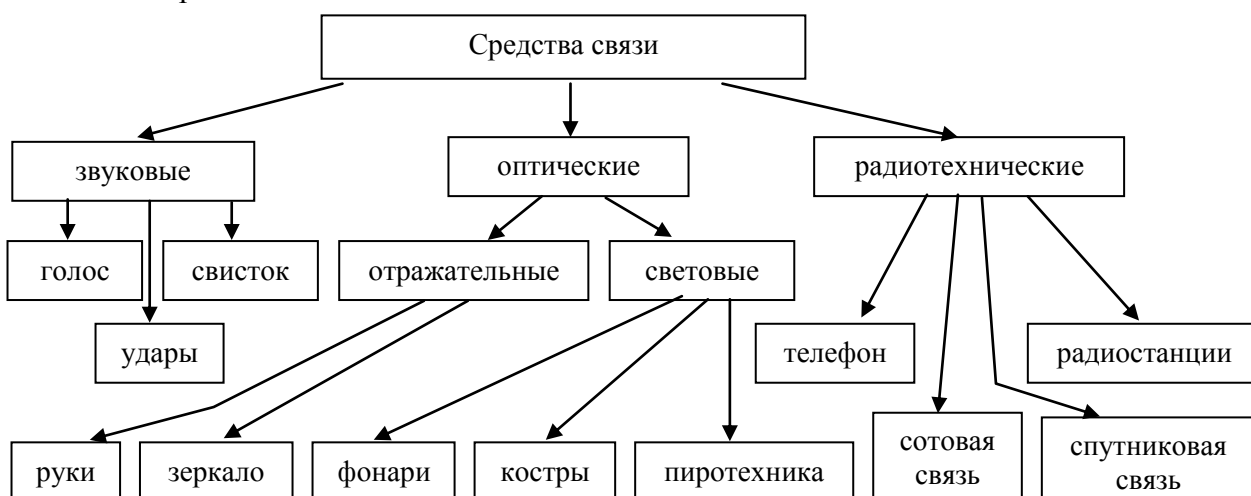 Средства связи
звуковые
оптические
радиотехнические
голос
свисток
отражательные
световые
удары
телефон
радиостанции
руки
зеркало
фонари
костры
пиротехника
сотовая
связь
спутниковая
связь